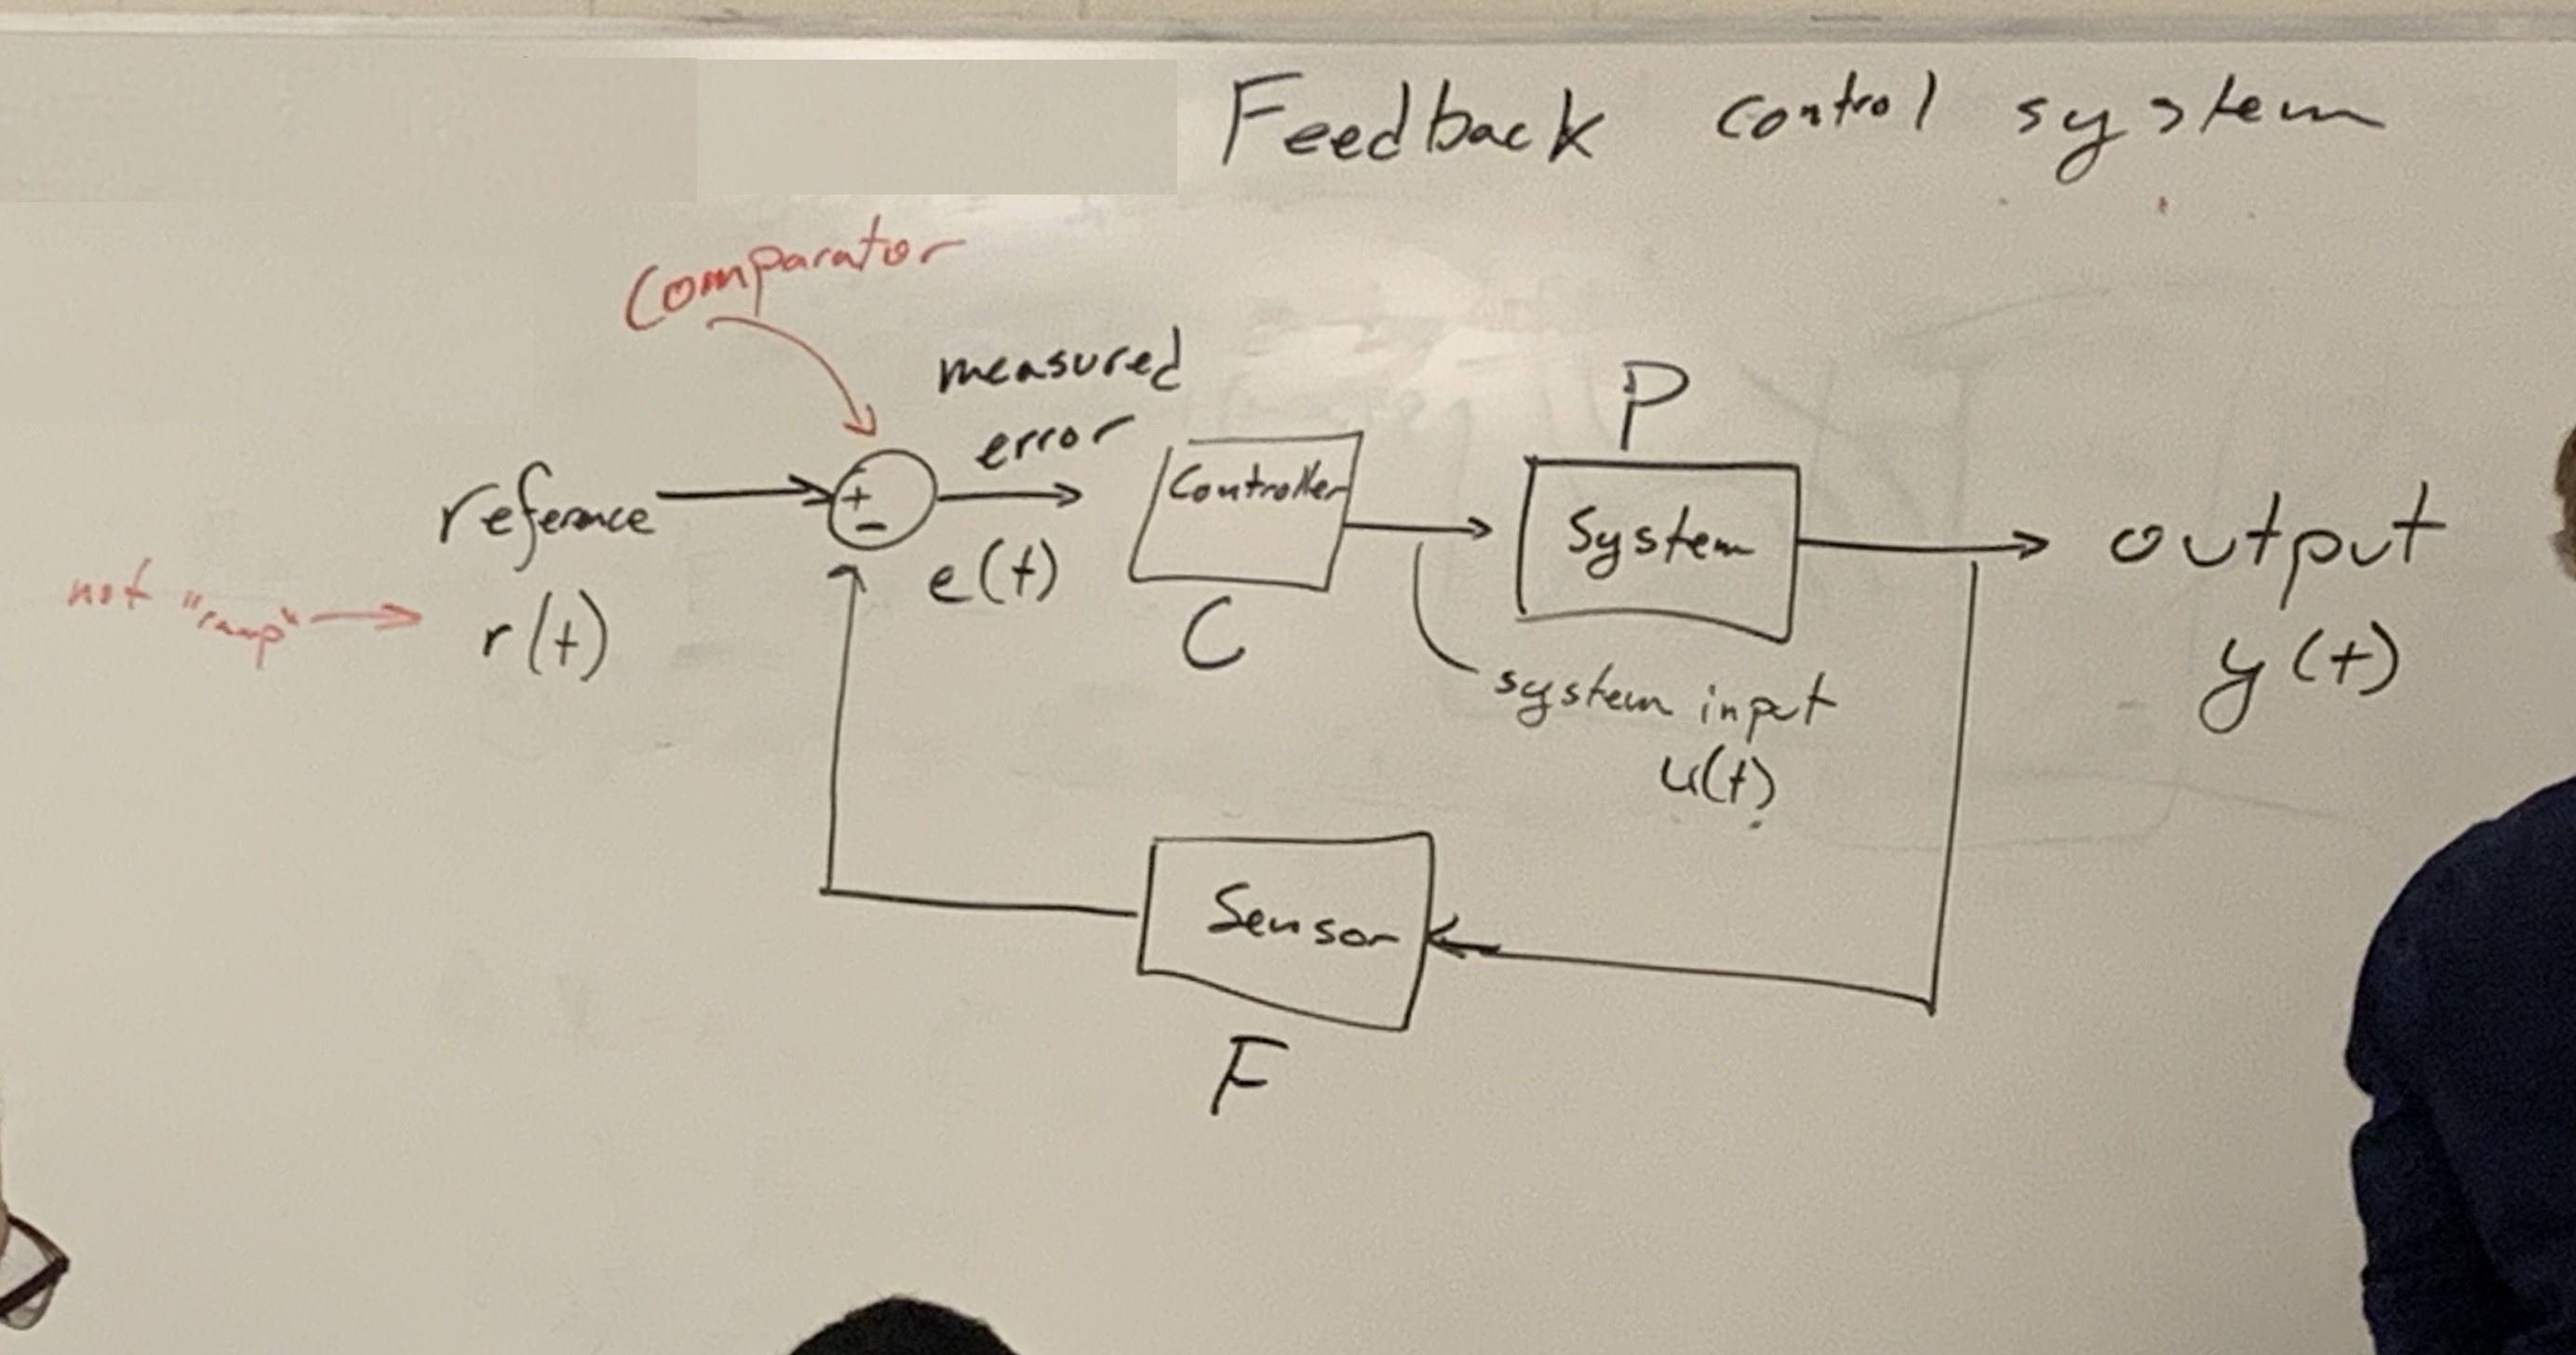 Feedback control system
Comparator
measured
error
P
reference
+
−
Controller
System
output
e(t)
not "ramp"
r(t)
C
y(t)
system input
u(t)
Sensor
F